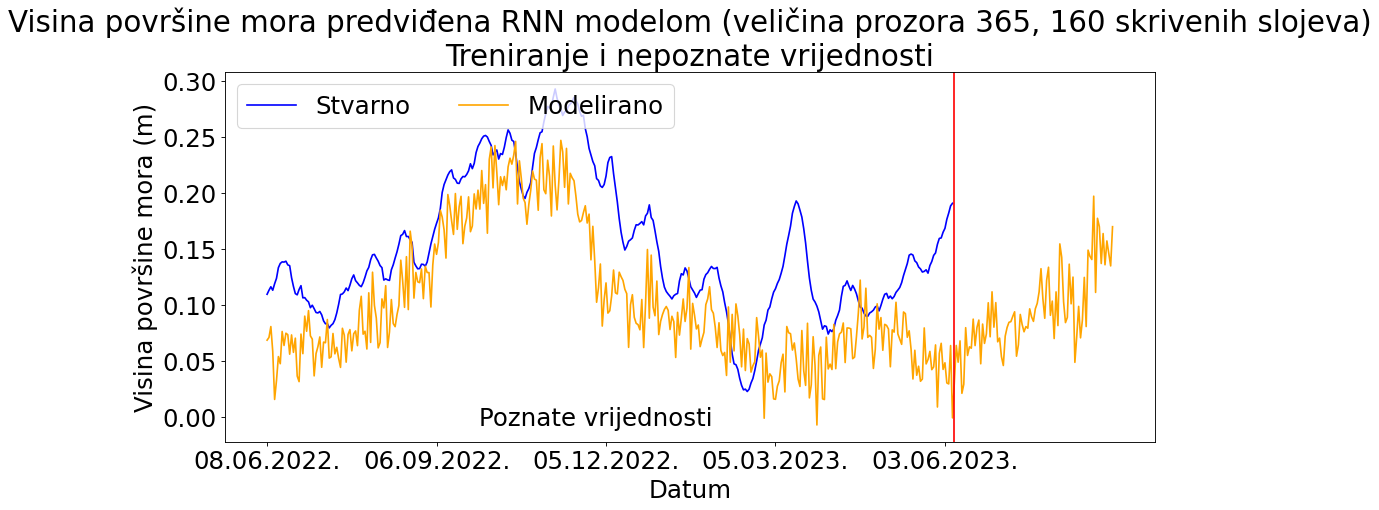 Visina površine mora predviđena RNN modelom (veličina prozora 365, 160 skrivenih slojeva)
Treniranje i nepoznate vrijednosti
Stvarno
Modelirano
Visina površine mora (m)
0.30
0.25
0.20
0.15
0.10
0.05
0.00
Poznate vrijednosti
08.06.2022.
06.09.2022.
05.12.2022.
05.03.2023.
03.06.2023.
Datum